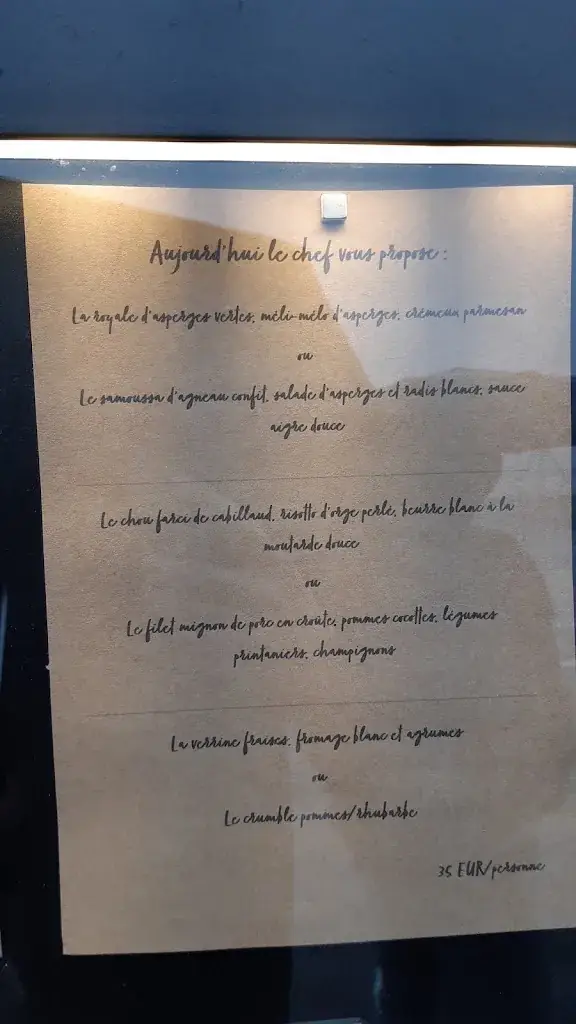 Aujourd'hui le chef vous propose :
La royale d'asperges vertes, méli-mélo d'asperges, crémeux parmesan
ou
Le samoussa d'agneau confit, salade d'asperges et radis blancs, sauce
aigre douce
Le chou farci de cabillaud, risotto d'orge perlé, beurre blanc à la
moutarde douce
ou
Le filet mignon de porc en croûte, pommes cocottes, légumes
printaniers, champignons
La verrine fraises, fromage blanc et agrumes
ou
Le crumble pommes/rhubarbe
35 EUR/personne